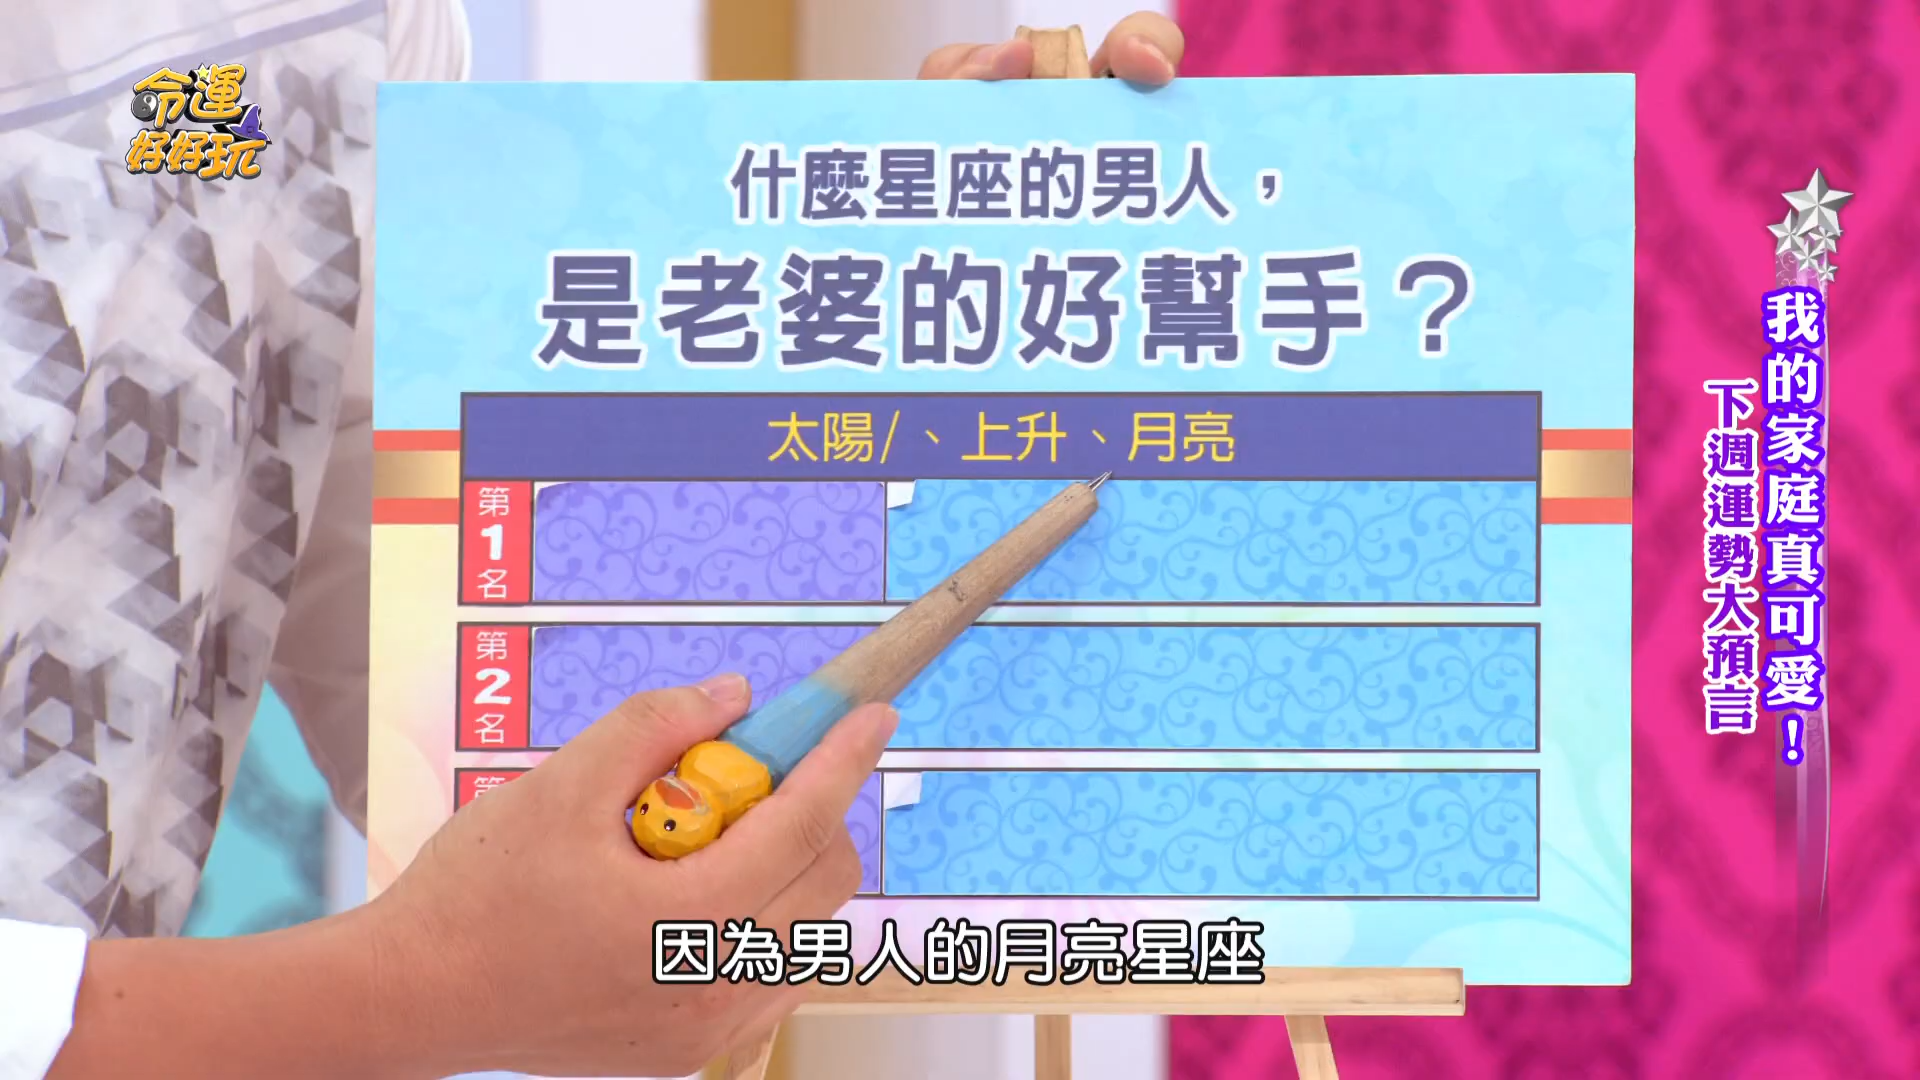 命運
好好玩
什麼星座的男人，
是老婆的好幫手？
太陽/、上升、月亮
第1名
第2名
第
我的家庭真可愛！
下週運勢大預言
因為男人的月亮星座